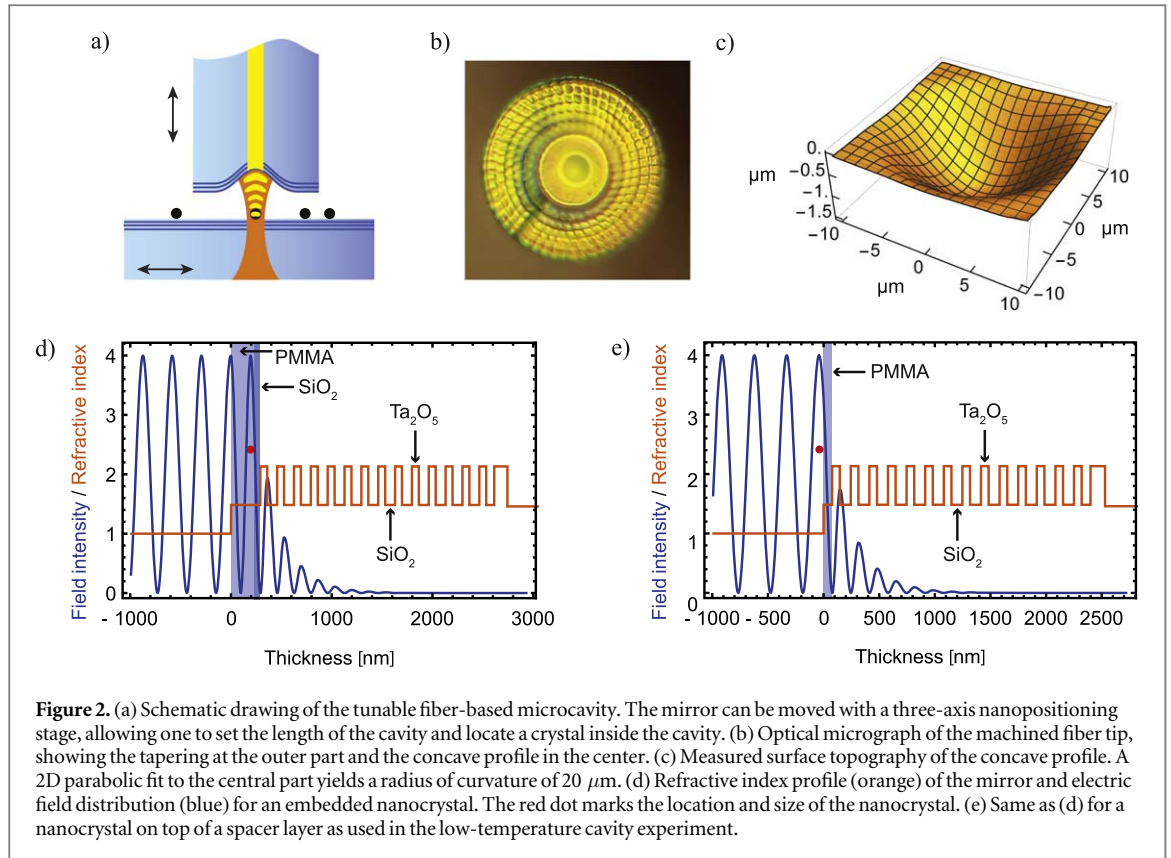 a)
b)
c)
0.
-0.5
-1.
-1.5
µm
-10
-5
0
5
10
µm
10
5
0
-5
-10
µm
d)
Field intensity / Refractive index
4
3
2
1
0
PMMA
SiO2
Ta2O5
SiO2
- 1000
0
1000
2000
3000
Thickness [nm]
e)
Field intensity / Refractive index
4
3
2
1
0
PMMA
Ta2O5
SiO2
- 1000
- 500
0
500
1000
1500
2000
2500
Thickness [nm]
Figure 2. (a) Schematic drawing of the tunable fiber-based microcavity. The mirror can be moved with a three-axis nanopositioning
stage, allowing one to set the length of the cavity and locate a crystal inside the cavity. (b) Optical micrograph of the machined fiber tip,
showing the tapering at the outer part and the concave profile in the center. (c) Measured surface topography of the concave profile. A
2D parabolic fit to the central part yields a radius of curvature of 20 μm. (d) Refractive index profile (orange) of the mirror and electric
field distribution (blue) for an embedded nanocrystal. The red dot marks the location and size of the nanocrystal. (e) Same as (d) for a
nanocrystal on top of a spacer layer as used in the low-temperature cavity experiment.